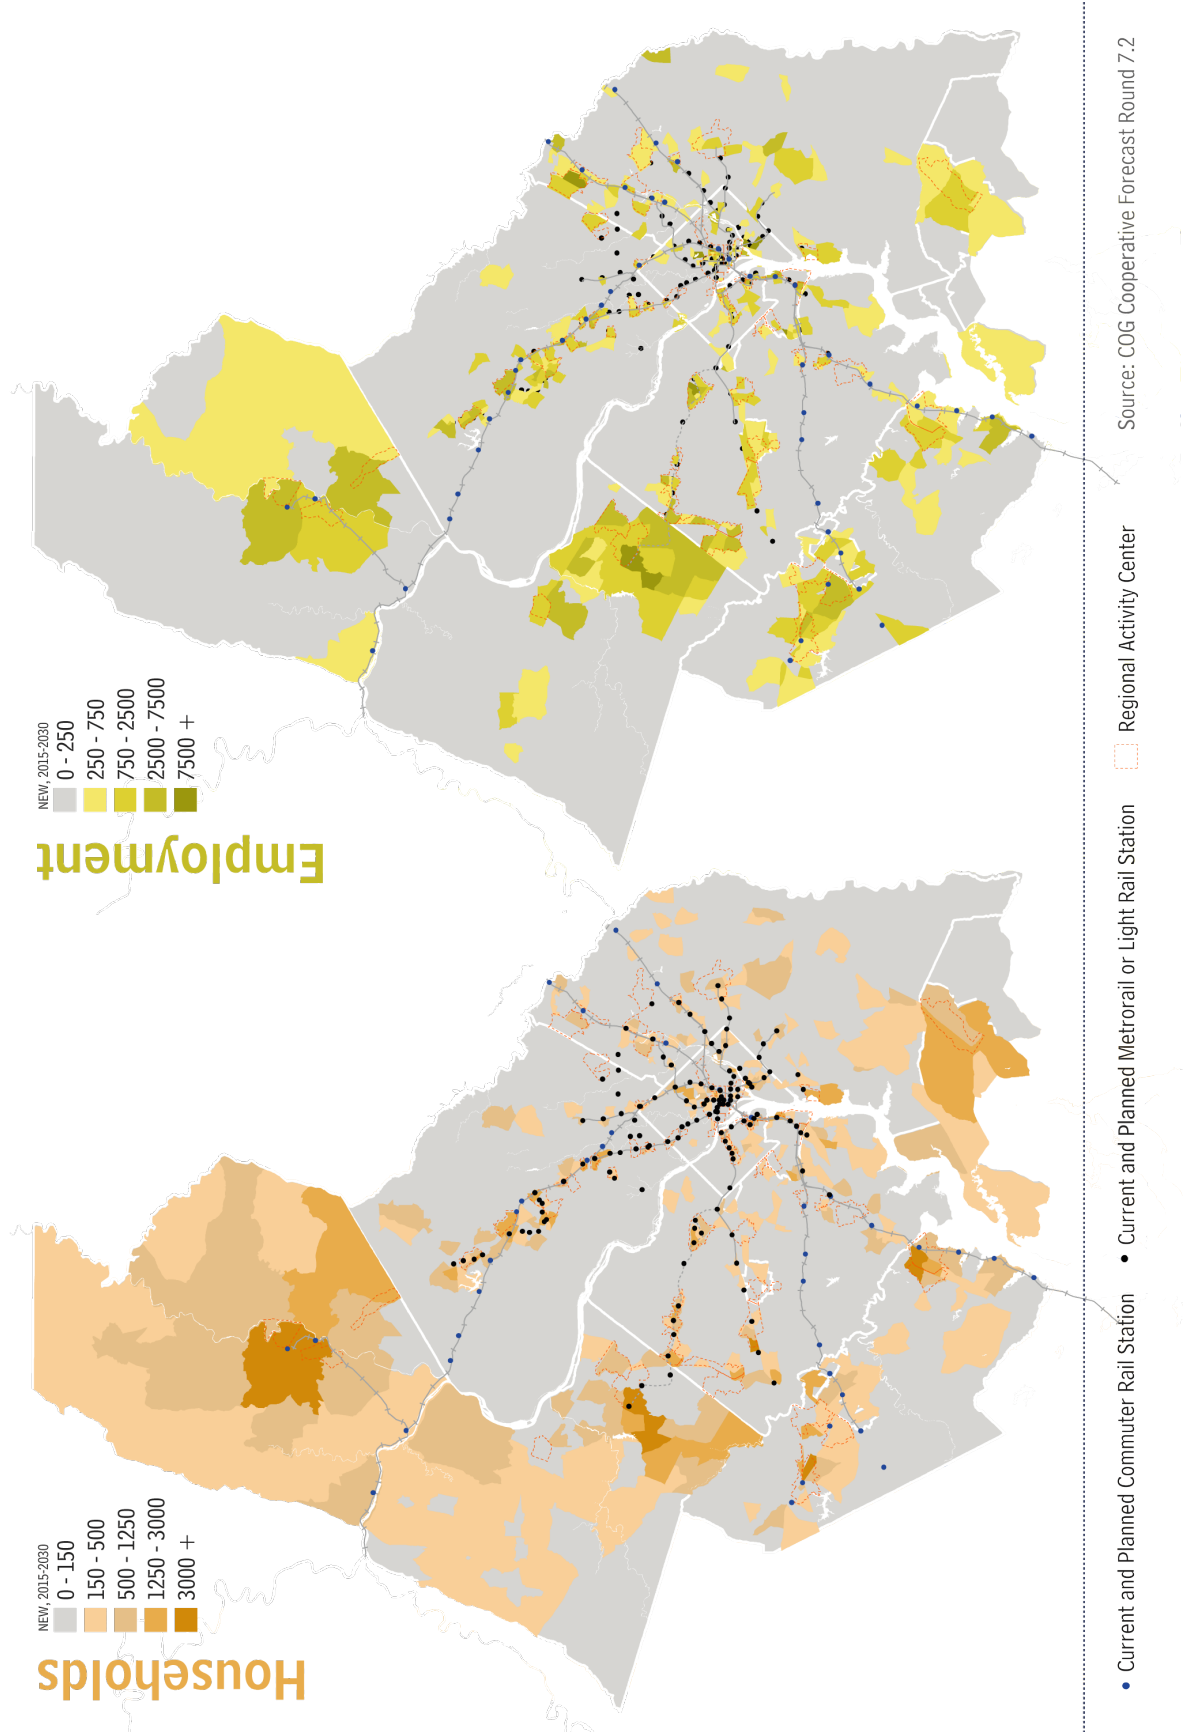 Households
NEW, 2015-2030
0 - 150
150 - 500
500 - 1250
1250 - 3000
3000 +
Employment
NEW, 2015-2030
0 - 250
250 - 750
750 - 2500
2500 - 7500
7500 +
Current and Planned Commuter Rail Station
Current and Planned Metrorail or Light Rail Station
Regional Activity Center
Source: COG Cooperative Forecast Round 7.2